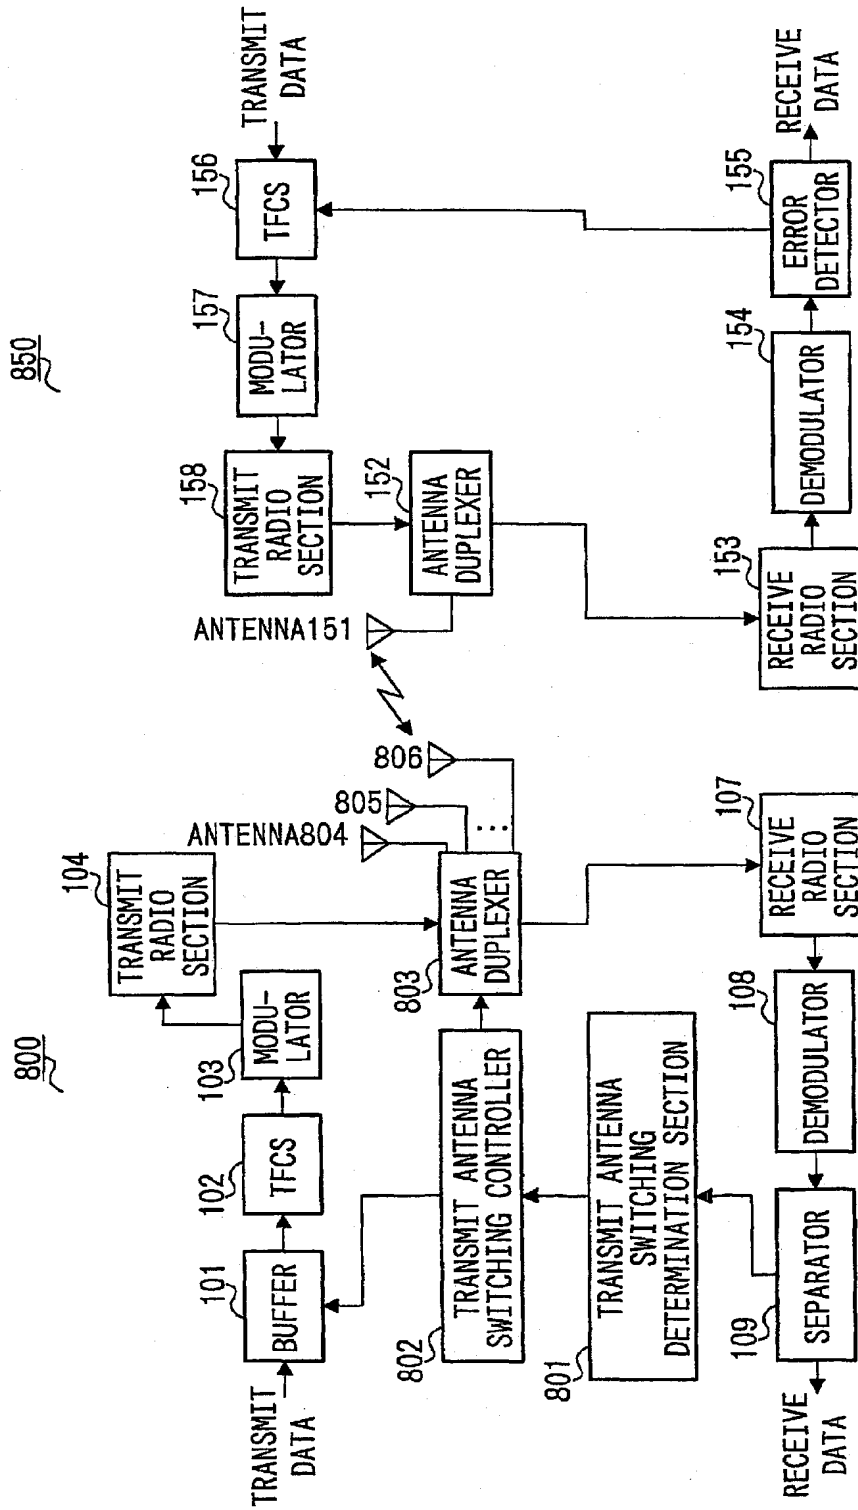 800
850
TRANSMIT
DATA
101
BUFFER
102
TFCS
103
MODU-
LATOR
104
TRANSMIT
RADIO
SECTION
802
TRANSMIT ANTENNA
SWITCHING CONTROLLER
803
ANTENNA
DUPLEXER
ANTENNA804
805
806
...
801
TRANSMIT ANTENNA
SWITCHING
DETERMINATION SECTION
RECEIVE
DATA
109
SEPARATOR
108
DEMODULATOR
107
RECEIVE
RADIO
SECTION
ANTENNA151
158
TRANSMIT
RADIO
SECTION
157
MODU-
LATOR
156
TFCS
TRANSMIT
DATA
152
ANTENNA
DUPLEXER
153
RECEIVE
RADIO
SECTION
154
DEMODULATOR
155
ERROR
DETECTOR
RECEIVE
DATA